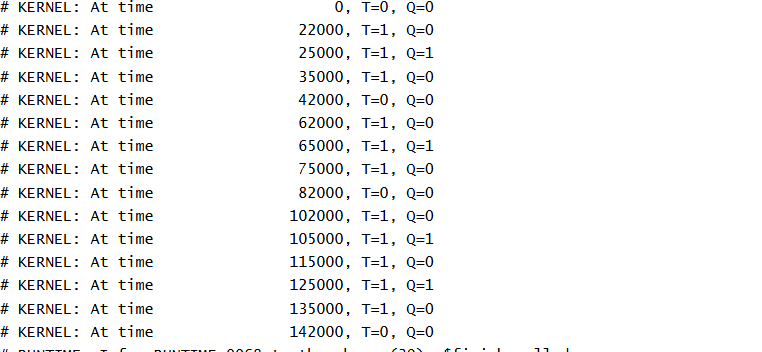 # KERNEL: At time                    0, T=0, Q=0
# KERNEL: At time                22000, T=1, Q=0
# KERNEL: At time                25000, T=1, Q=1
# KERNEL: At time                35000, T=1, Q=0
# KERNEL: At time                42000, T=0, Q=0
# KERNEL: At time                62000, T=1, Q=0
# KERNEL: At time                65000, T=1, Q=1
# KERNEL: At time                75000, T=1, Q=0
# KERNEL: At time                82000, T=0, Q=0
# KERNEL: At time               102000, T=1, Q=0
# KERNEL: At time               105000, T=1, Q=1
# KERNEL: At time               115000, T=1, Q=0
# KERNEL: At time               125000, T=1, Q=1
# KERNEL: At time               135000, T=1, Q=0
# KERNEL: At time               142000, T=0, Q=0